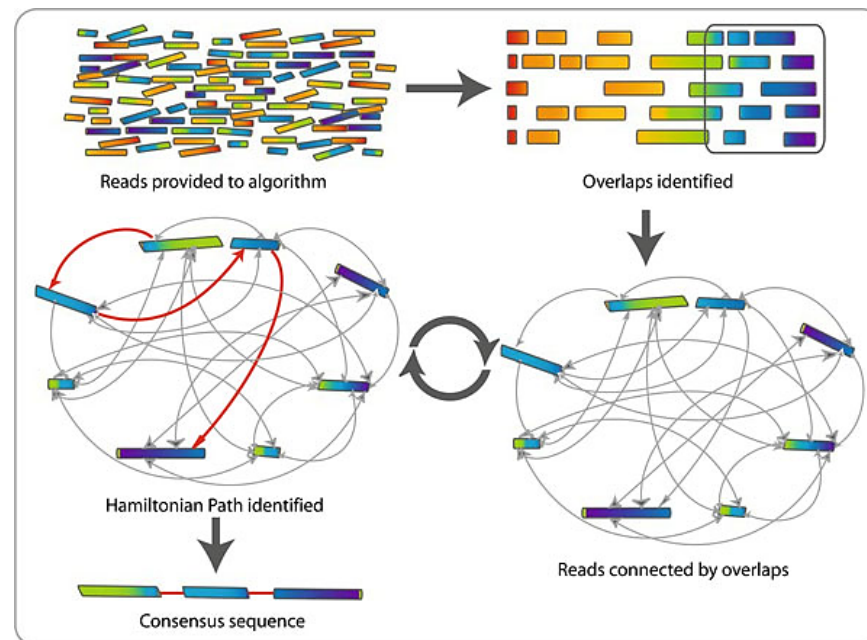 Reads provided to algorithm
Overlaps identified
Hamiltonian Path identified
Reads connected by overlaps
Consensus sequence